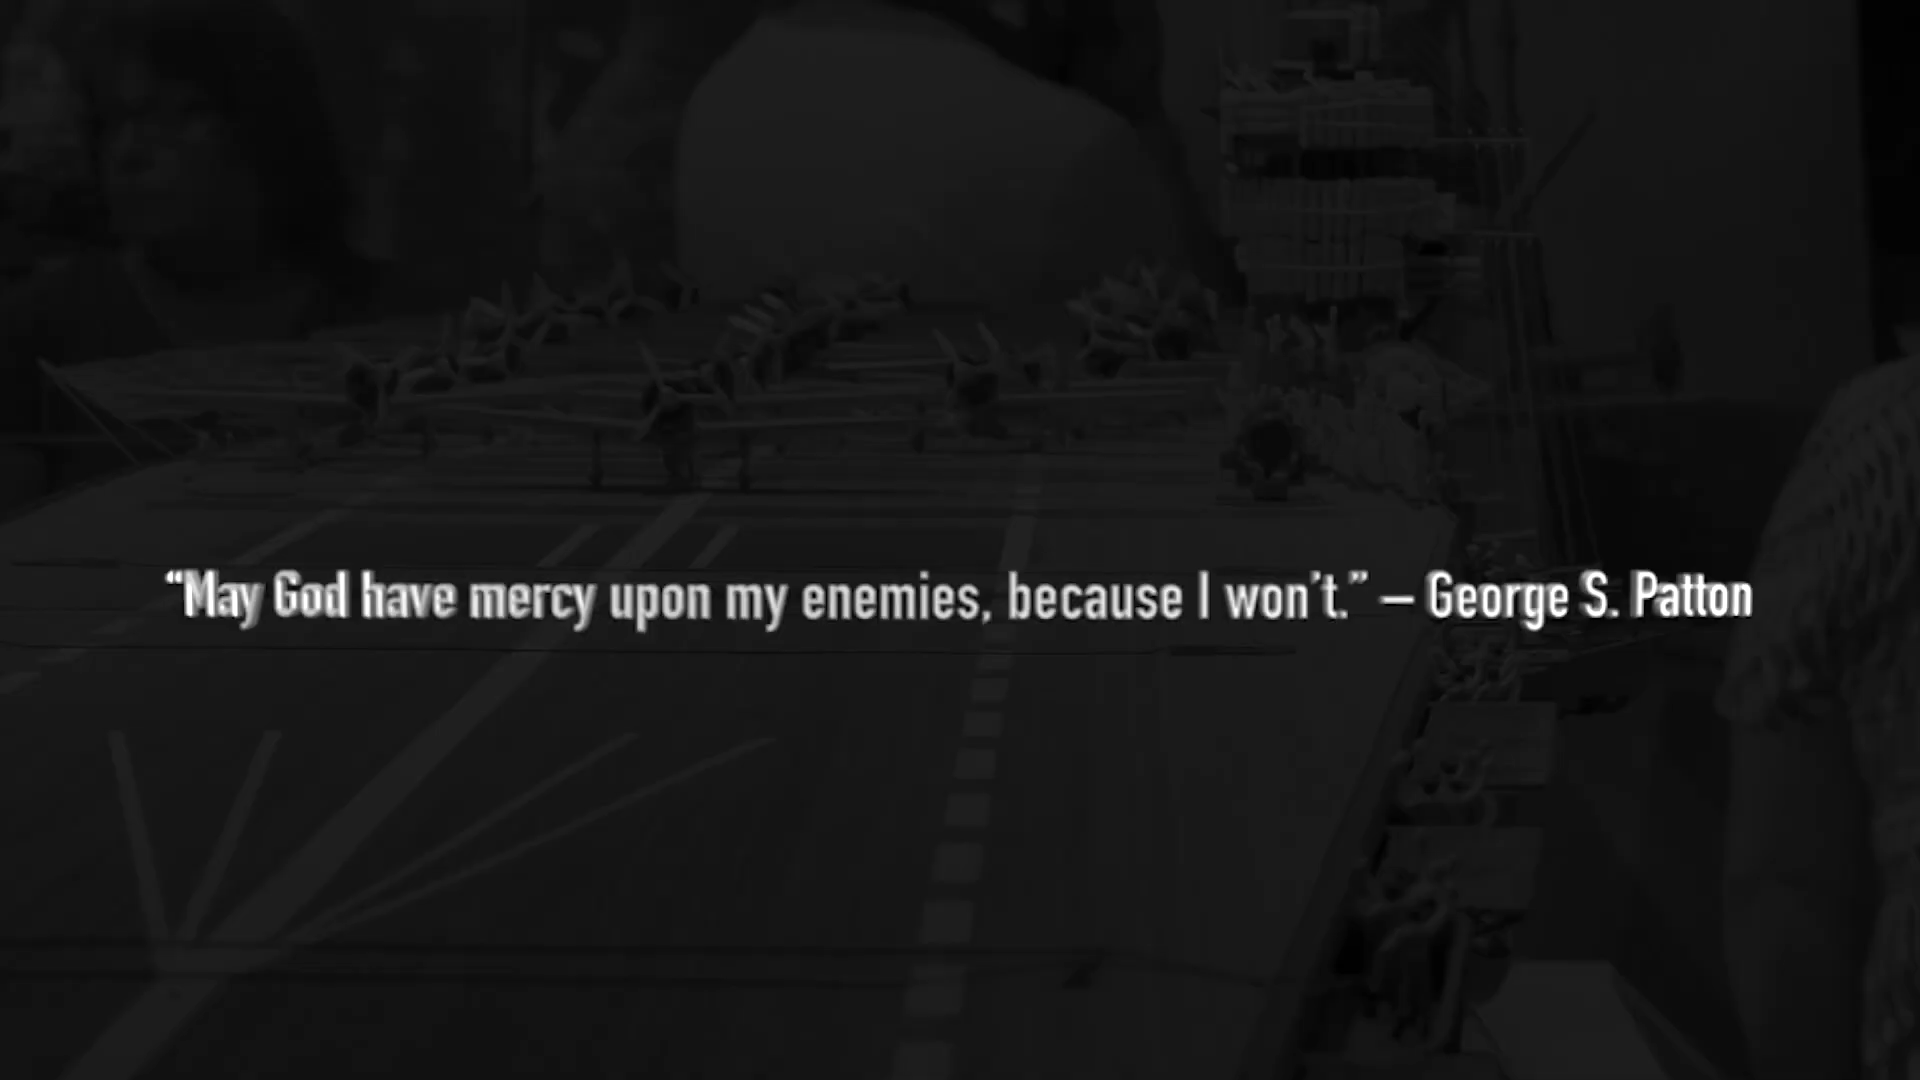 “May God have mercy upon my enemies, because I won’t.” – George S. Patton